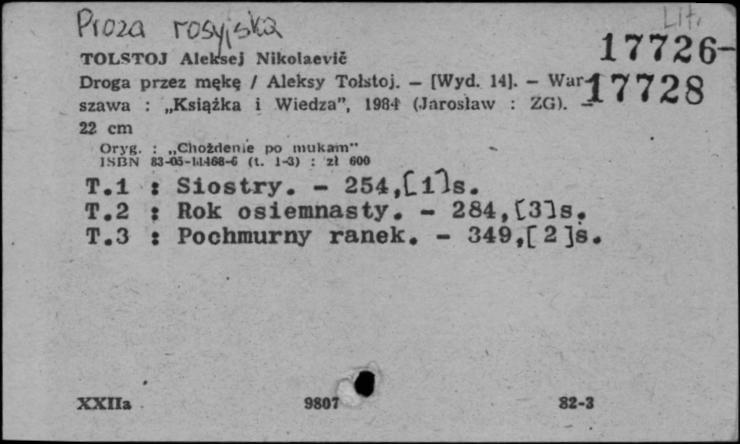 Proza rosyjska
Lit.
TOLSTOJ Aleksej Nikolaevič
17726-
Droga przez mękę / Aleksy Tołstoj. — [Wyd. 14]. — War-
17728
szawa : „Książka i Wiedza”, 1984 (Jarosław : ZG). —
22 cm
Oryg. : „Chożdenie po mukam”
ISBN 83-05-11468-6 (t. 1-3) : zł 600
T.1 : Siostry. - 254,[1]s.
T.2 : Rok osiemnasty. - 284,[3]s.
T.3 : Pochmurny ranek. - 349,[2]s.
XXIIa 9807 82-3